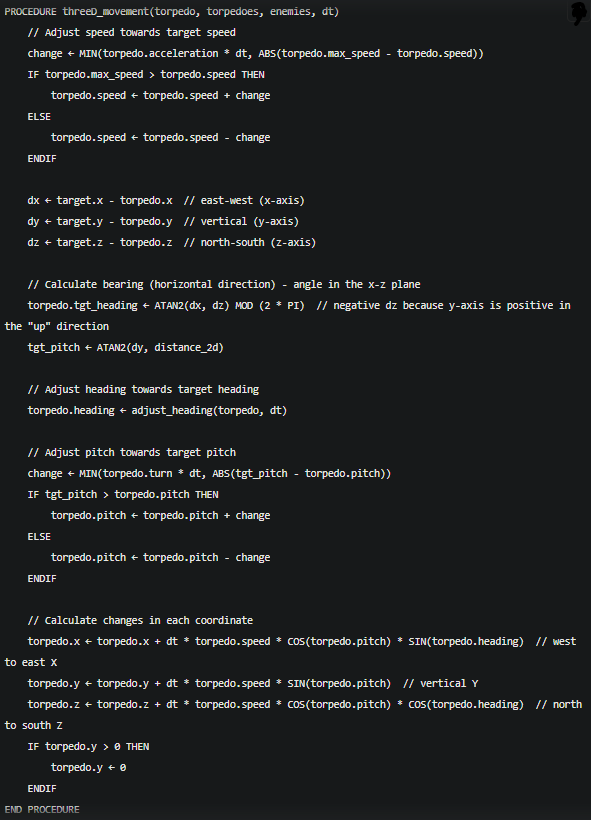 PROCEDURE threeD_movement(torpedo, torpedoes, enemies, dt)
// Adjust speed towards target speed
change ← MIN(torpedo.acceleration * dt, ABS(torpedo.max_speed - torpedo.speed))
IF torpedo.max_speed > torpedo.speed THEN
torpedo.speed ← torpedo.speed + change
ELSE
torpedo.speed ← torpedo.speed - change
ENDIF
dx ← target.x - torpedo.x // east-west (x-axis)
dy ← target.y - torpedo.y // vertical (y-axis)
dz ← target.z - torpedo.z // north-south (z-axis)
// Calculate bearing (horizontal direction) - angle in the x-z plane
torpedo.tgt_heading ← ATAN2(dx, dz) MOD (2 * PI) // negative dz because y-axis is positive in
the "up" direction
tgt_pitch ← ATAN2(dy, distance_2d)
// Adjust heading towards target heading
torpedo.heading ← adjust_heading(torpedo, dt)
// Adjust pitch towards target pitch
change ← MIN(torpedo.turn * dt, ABS(tgt_pitch - torpedo.pitch))
IF tgt_pitch > torpedo.pitch THEN
torpedo.pitch ← torpedo.pitch + change
ELSE
torpedo.pitch ← torpedo.pitch - change
ENDIF
// Calculate changes in each coordinate
torpedo.x ← torpedo.x + dt * torpedo.speed * COS(torpedo.pitch) * SIN(torpedo.heading) // west
to east X
torpedo.y ← torpedo.y + dt * torpedo.speed * SIN(torpedo.pitch) // vertical Y
torpedo.z ← torpedo.z + dt * torpedo.speed * COS(torpedo.pitch) * COS(torpedo.heading) // north
to south Z
IF torpedo.y > 0 THEN
torpedo.y ← 0
ENDIF
END PROCEDURE